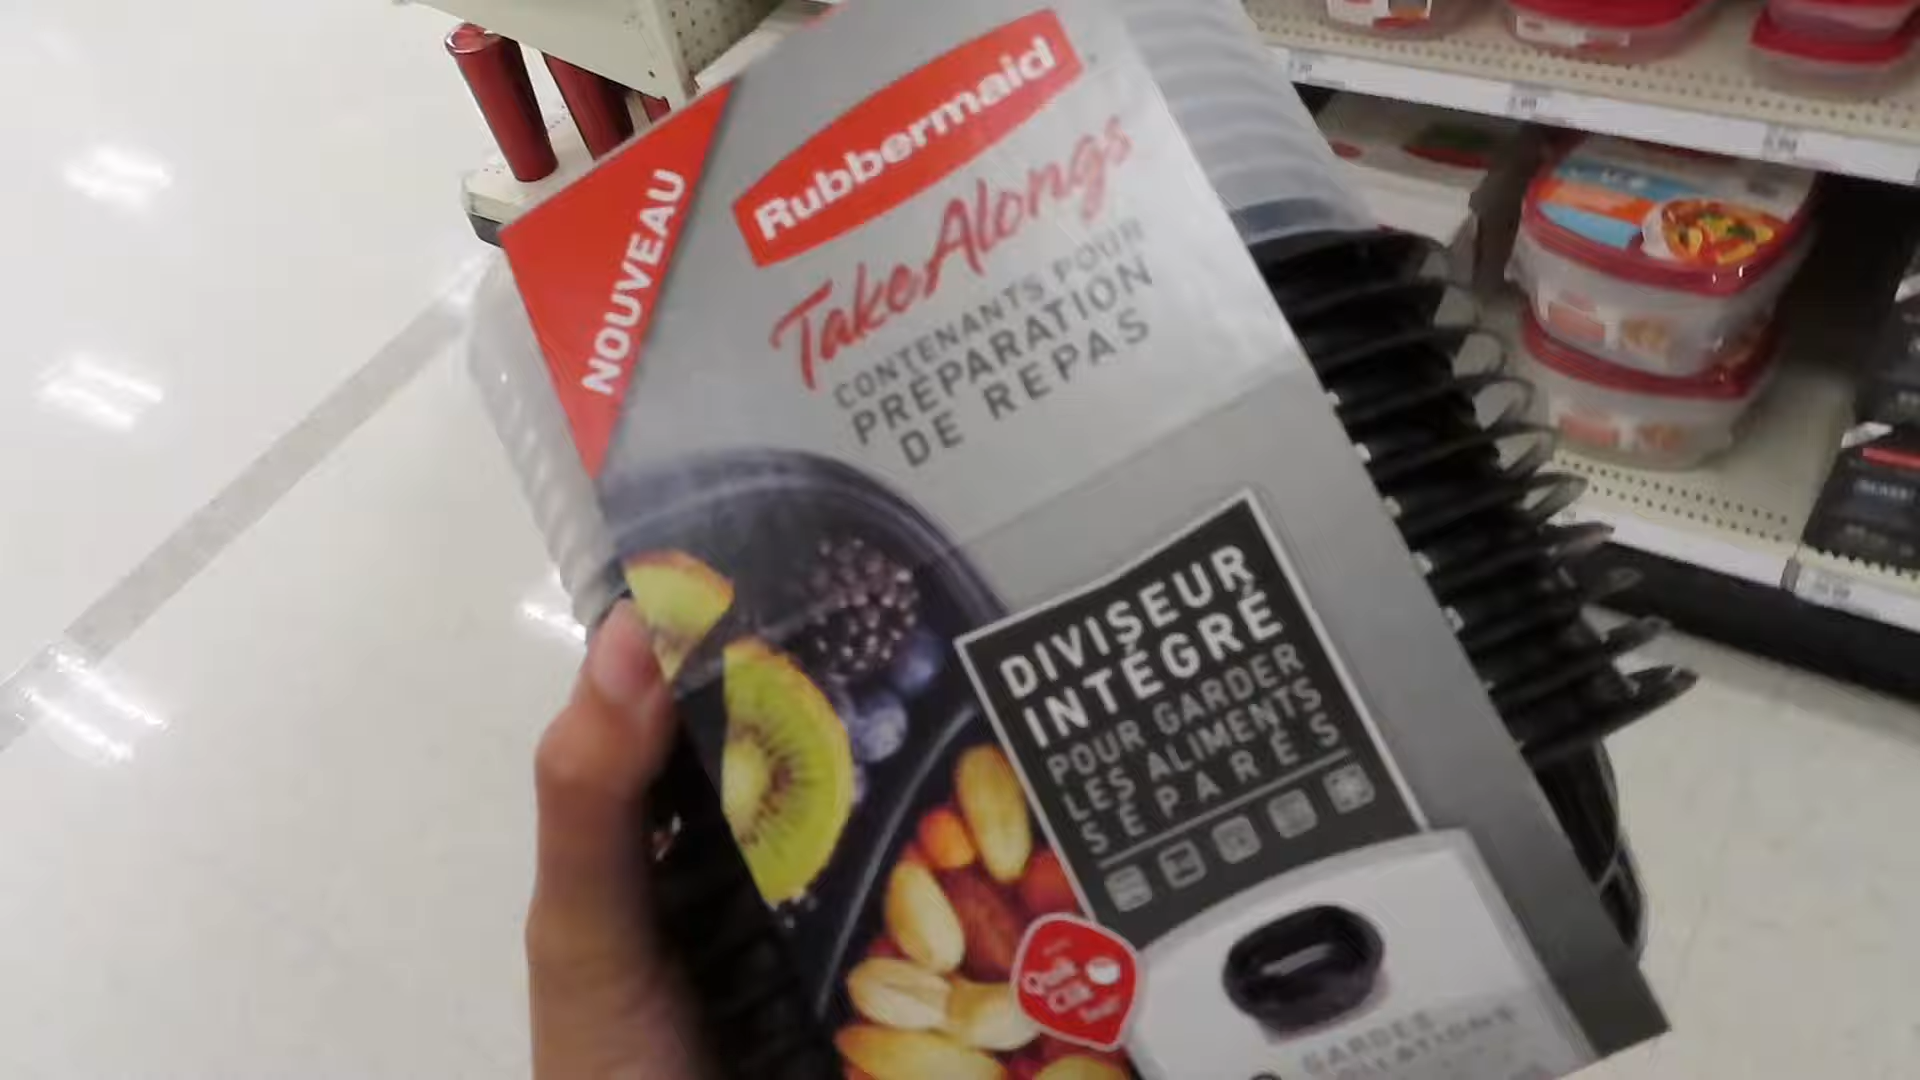 NOUVEAU
Rubbermaid
TakeAlongs
CONTENANTS POUR
PRÉPARATION
DE REPAS
DIVISEUR
INTÉGRÉ
POUR GARDER
LES ALIMENTS
SÉPARÉS